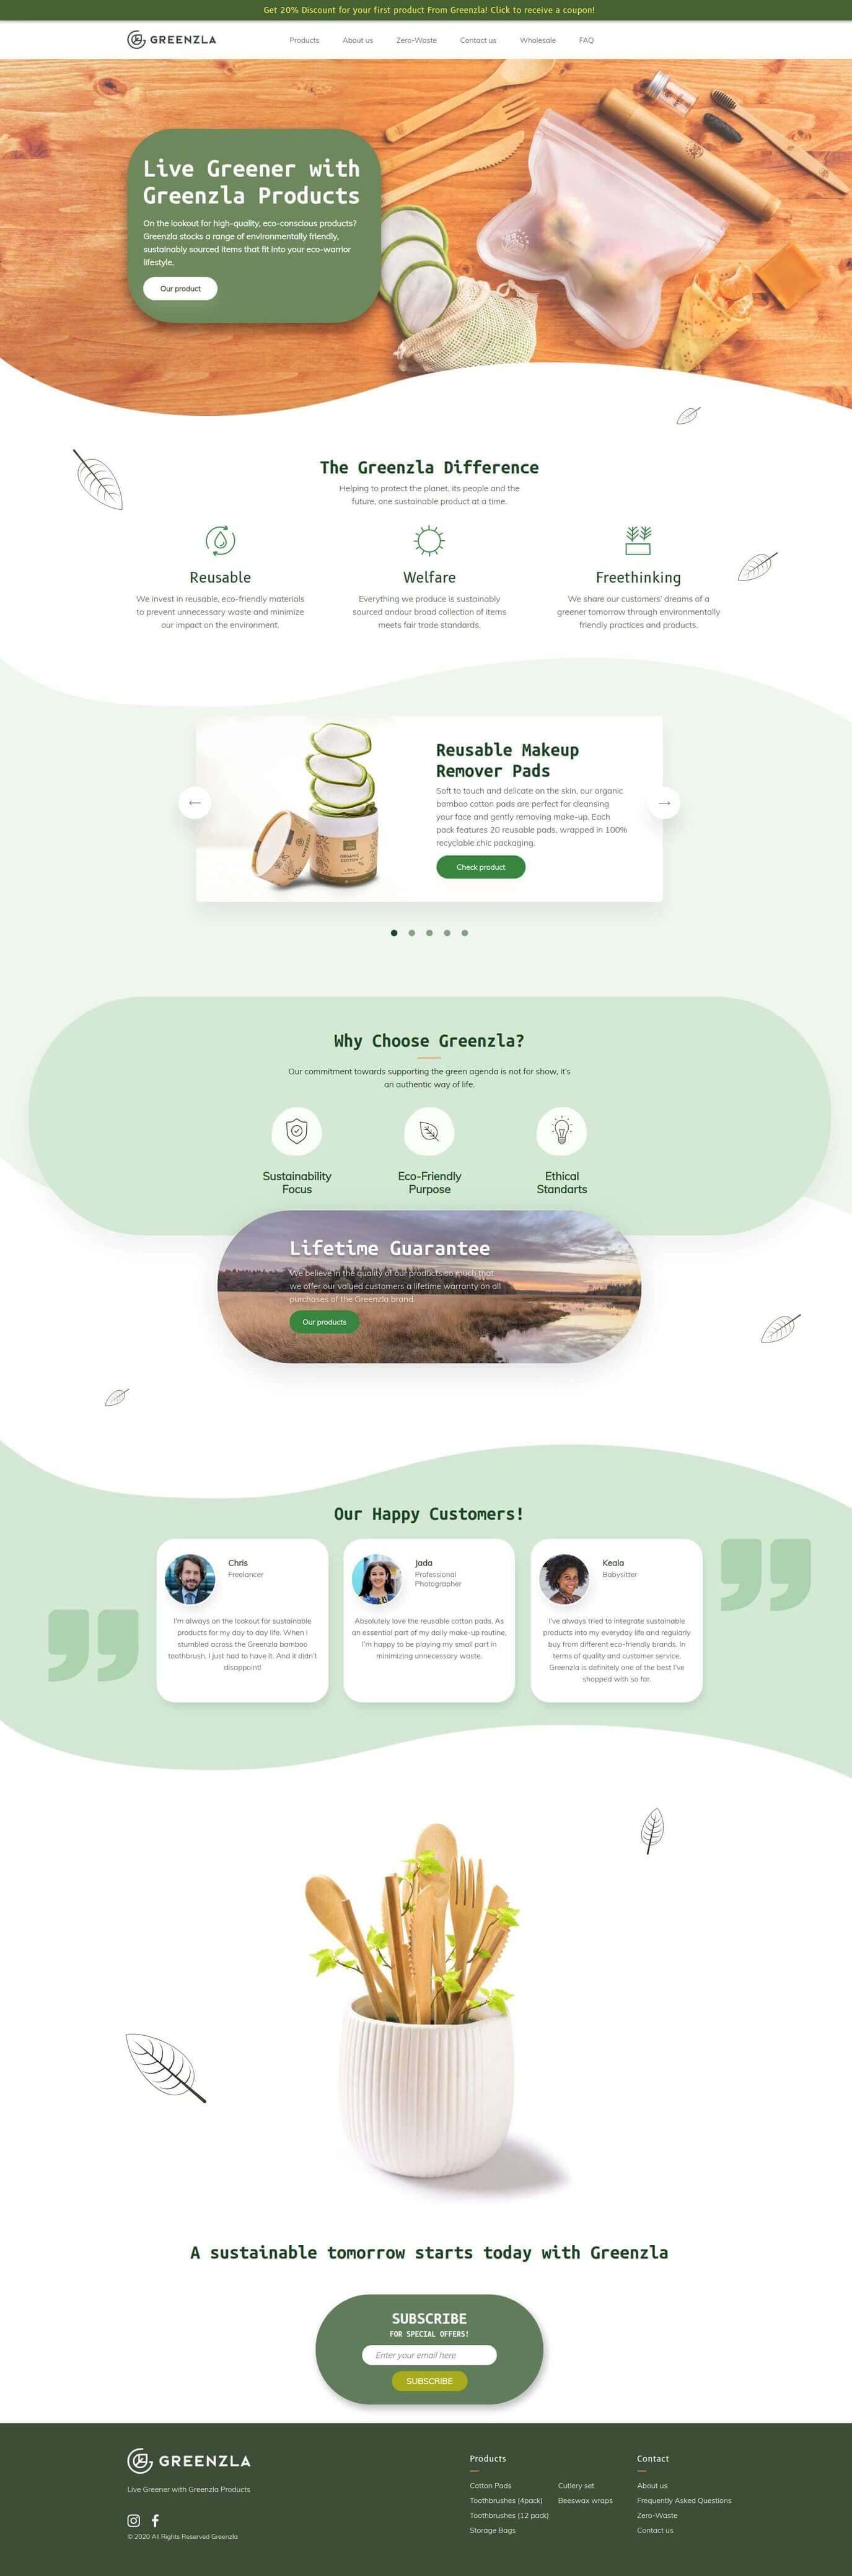 Get 20% Discount for your first product From Greenzla! Click to receive a coupon!
GREENZLA
Products About us Zero-Waste Contact us Wholesale FAQ
Live Greener with
Greenzla Products
On the lookout for high-quality, eco-conscious products?
Greenzla stocks a range of environmentally friendly,
sustainably sourced items that fit into your eco-warrior
lifestyle.
Our product
The Greenzla Difference
Helping to protect the planet, its people and the
future, one sustainable product at a time.
Reusable
We invest in reusable, eco-friendly materials
to prevent unnecessary waste and minimize
our impact on the environment.
Welfare
Everything we produce is sustainably
sourced andour broad collection of items
meets fair trade standards.
Freethinking
We share our customers' dreams of a
greener tomorrow through environmentally
friendly practices and products.
ORGANIC
COTTON
Reusable Makeup
Remover Pads
Soft to touch and delicate on the skin, our organic
bamboo cotton pads are perfect for cleansing
your face and gently removing make-up. Each
pack features 20 reusable pads, wrapped in 100%
recyclable chic packaging.
Check product
Why Choose Greenzla?
Our commitment towards supporting the green agenda is not for show, it's
an authentic way of life.
Sustainability
Focus
Eco-Friendly
Purpose
Ethical
Standarts
Lifetime Guarantee
We believe in the quality of our products so much that
we offer our valued customers a lifetime warranty on all
purchases of the Greenzla brand.
Our products
Our Happy Customers!
Chris
Freelancer
I'm always on the lookout for sustainable
products for my day to day life. When I
stumbled across the Greenzla bamboo
toothbrush, I just had to have it. And it didn't
disappoint!
Jada
Professional
Photographer
Absolutely love the reusable cotton pads. As
an essential part of my daily make-up routine,
I'm happy to be playing my small part in
minimizing unnecessary waste.
Keala
Babysitter
I've always tried to integrate sustainable
products into my everyday life and regularly
buy from different eco-friendly brands. In
terms of quality and customer service,
Greenzla is definitely one of the best I've
shopped with so far.
A sustainable tomorrow starts today with Greenzla
SUBSCRIBE
FOR SPECIAL OFFERS!
Enter your email here
SUBSCRIBE
GREENZLA
Live Greener with Greenzla Products
© 2020 All Rights Reserved Greenzla
Products
Cotton Pads
Toothbrushes (4pack)
Toothbrushes (12 pack)
Storage Bags
Cutlery set
Beeswax wraps
Contact
About us
Frequently Asked Questions
Zero-Waste
Contact us